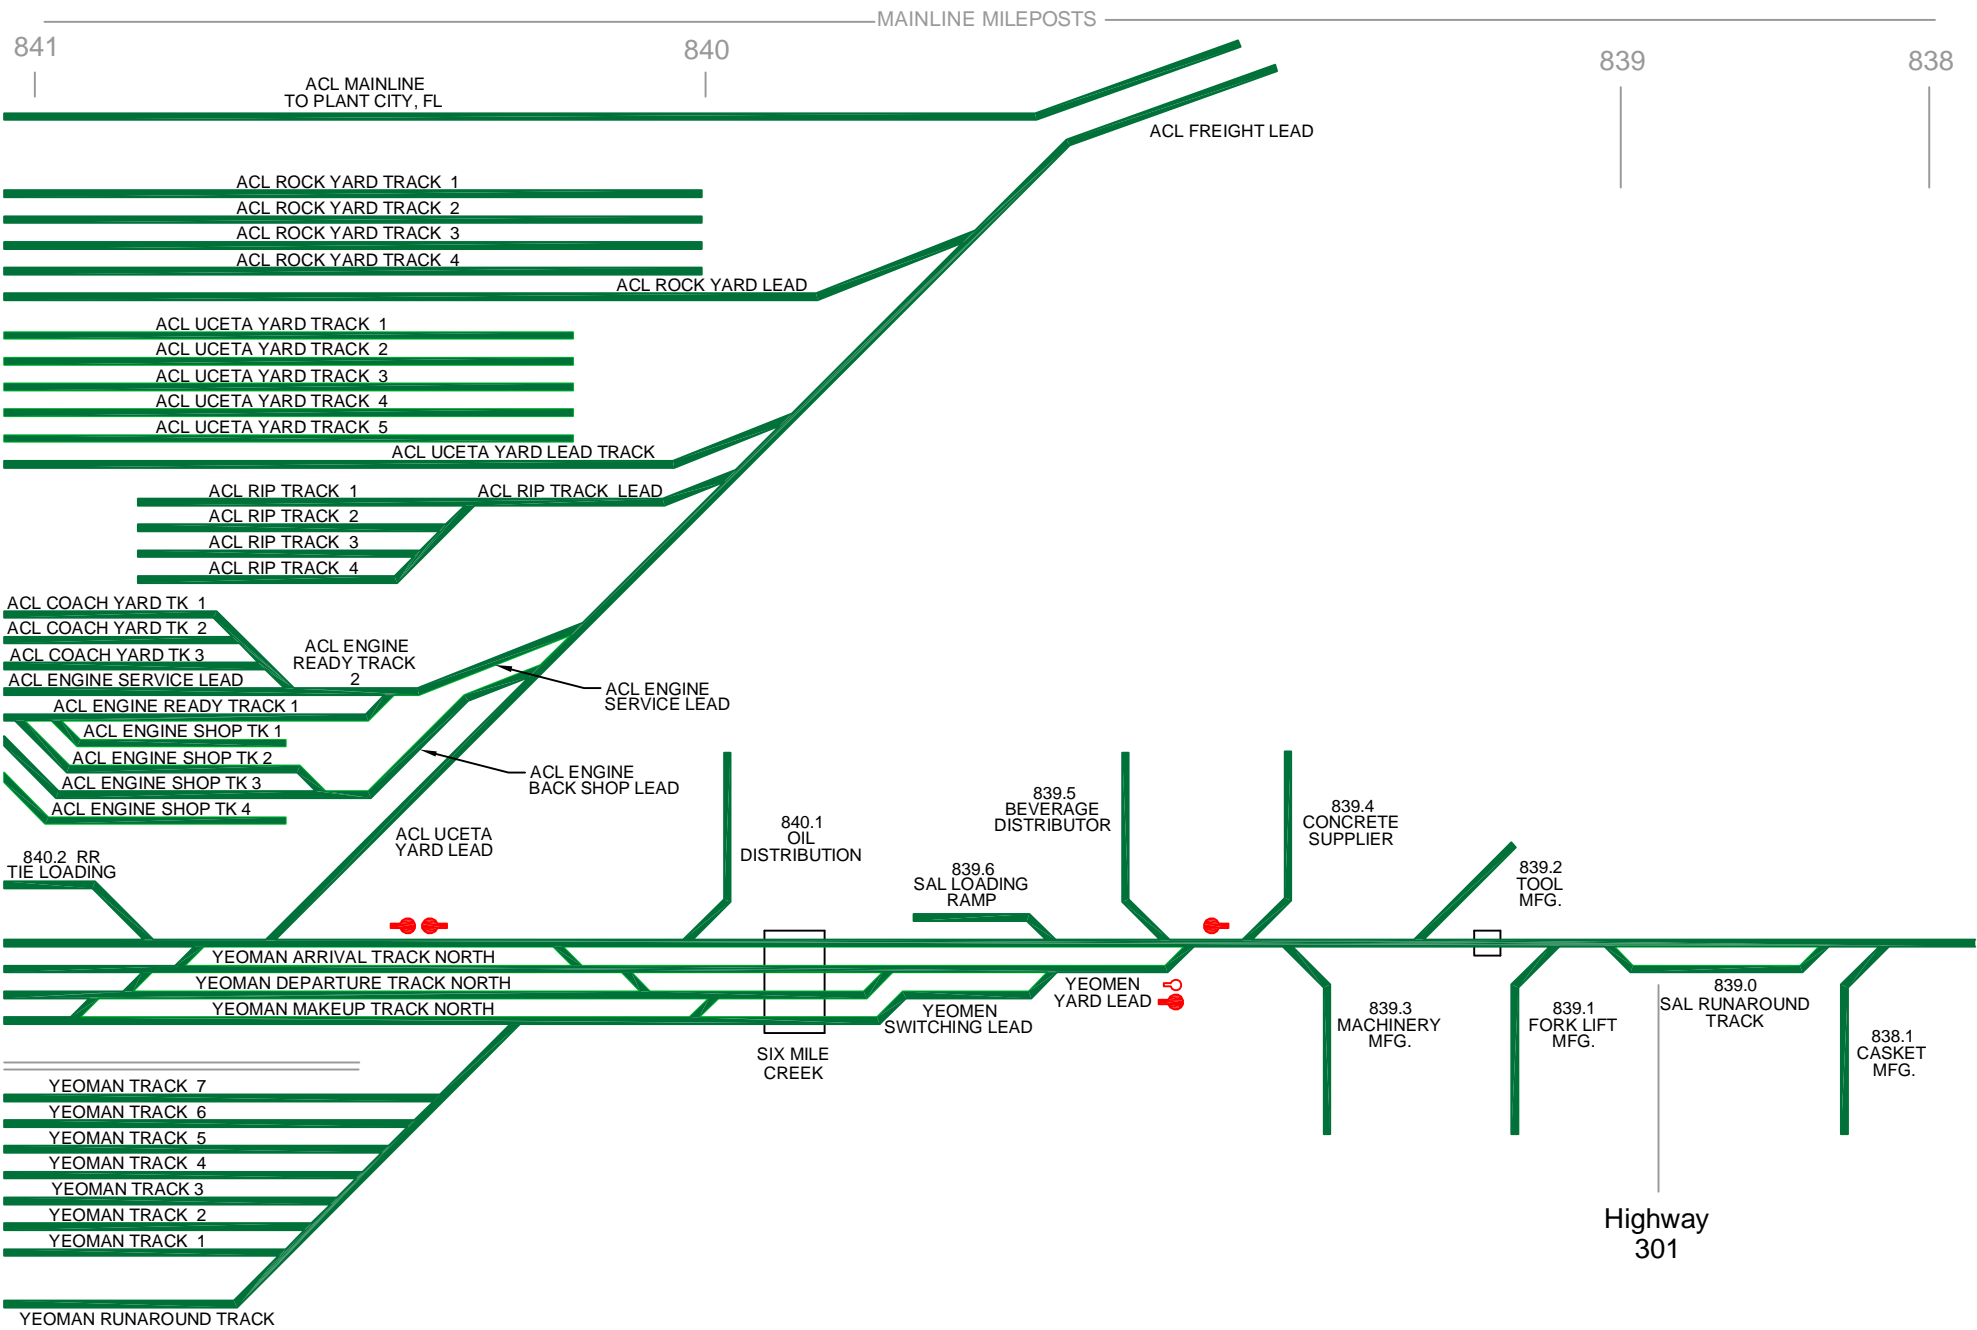 MAINLINE MILEPOSTS
841
840
839
838
ACL MAINLINE
TO PLANT CITY, FL
ACL FREIGHT LEAD
ACL ROCK YARD TRACK 1
ACL ROCK YARD TRACK 2
ACL ROCK YARD TRACK 3
ACL ROCK YARD TRACK 4
ACL ROCK YARD LEAD
ACL UCETA YARD TRACK 1
ACL UCETA YARD TRACK 2
ACL UCETA YARD TRACK 3
ACL UCETA YARD TRACK 4
ACL UCETA YARD TRACK 5
ACL UCETA YARD LEAD TRACK
ACL RIP TRACK 1
ACL RIP TRACK LEAD
ACL RIP TRACK 2
ACL RIP TRACK 3
ACL RIP TRACK 4
ACL COACH YARD TK 1
ACL COACH YARD TK 2
ACL COACH YARD TK 3
ACL ENGINE SERVICE LEAD
ACL ENGINE
READY TRACK
2
ACL ENGINE READY TRACK 1
ACL ENGINE
SERVICE LEAD
ACL ENGINE SHOP TK 1
ACL ENGINE SHOP TK 2
ACL ENGINE SHOP TK 3
ACL ENGINE SHOP TK 4
ACL ENGINE
BACK SHOP LEAD
ACL UCETA
YARD LEAD
840.2 RR
TIE LOADING
840.1
OIL
DISTRIBUTION
839.5
BEVERAGE
DISTRIBUTOR
839.6
SAL LOADING
RAMP
839.4
CONCRETE
SUPPLIER
839.2
TOOL
MFG.
YEOMAN ARRIVAL TRACK NORTH
YEOMAN DEPARTURE TRACK NORTH
YEOMAN MAKEUP TRACK NORTH
YEOMEN
SWITCHING LEAD
YEOMEN
YARD LEAD
SIX MILE
CREEK
839.3
MACHINERY
MFG.
839.1
FORK LIFT
MFG.
839.0
SAL RUNAROUND
TRACK
838.1
CASKET
MFG.
YEOMAN TRACK 7
YEOMAN TRACK 6
YEOMAN TRACK 5
YEOMAN TRACK 4
YEOMAN TRACK 3
YEOMAN TRACK 2
YEOMAN TRACK 1
YEOMAN RUNAROUND TRACK
Highway
301